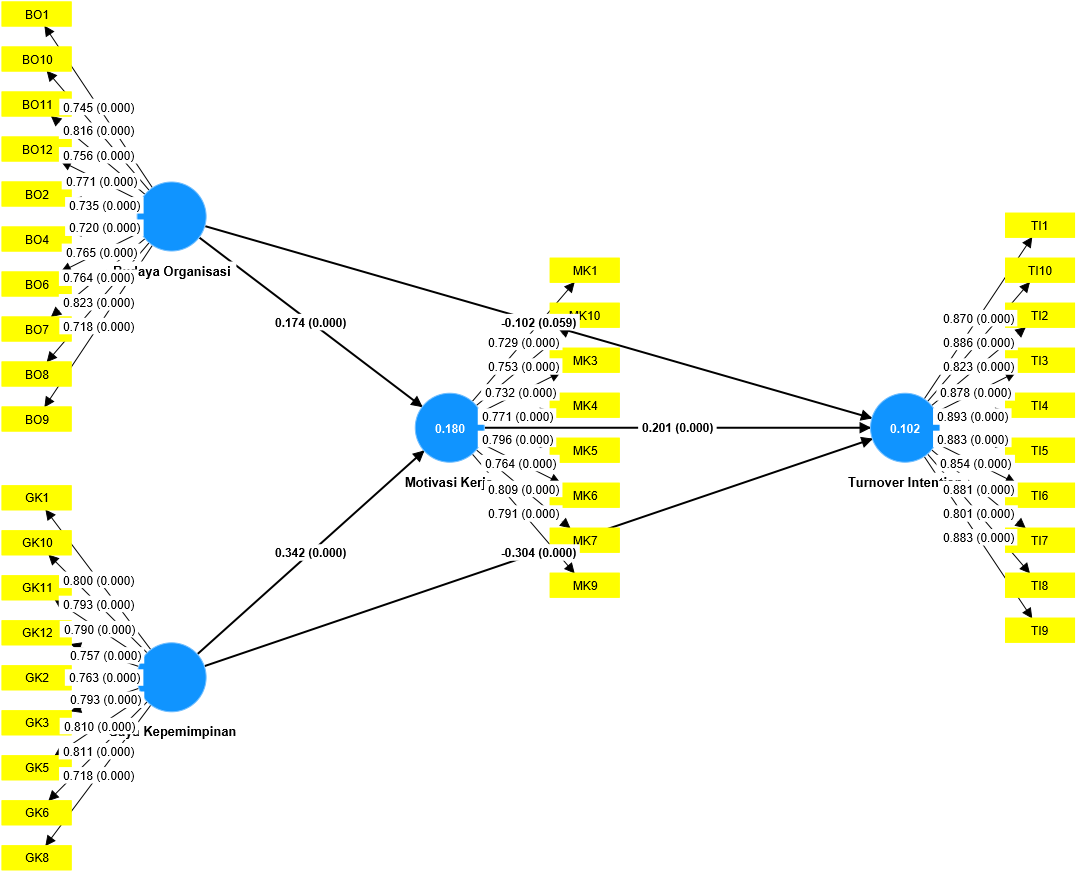 BO1
BO10
BO11
BO12
BO2
BO4
BO6
BO7
BO8
BO9
0.745 (0.000)
0.816 (0.000)
0.756 (0.000)
0.771 (0.000)
0.735 (0.000)
0.720 (0.000)
0.765 (0.000)
0.764 (0.000)
0.823 (0.000)
0.718 (0.000)
Budaya Organisasi
GK1
GK10
GK11
GK12
GK2
GK3
GK5
GK6
GK8
0.800 (0.000)
0.793 (0.000)
0.790 (0.000)
0.757 (0.000)
0.763 (0.000)
0.793 (0.000)
0.810 (0.000)
0.811 (0.000)
0.718 (0.000)
Gaya Kepemimpinan
0.174 (0.000)
0.342 (0.000)
-0.102 (0.059)
0.201 (0.000)
-0.304 (0.000)
0.180
Motivasi Kerja
MK1
MK10
MK3
MK4
MK5
MK6
MK7
MK9
0.729 (0.000)
0.753 (0.000)
0.732 (0.000)
0.771 (0.000)
0.796 (0.000)
0.764 (0.000)
0.809 (0.000)
0.791 (0.000)
0.102
Turnover Intention
0.870 (0.000)
0.886 (0.000)
0.823 (0.000)
0.878 (0.000)
0.893 (0.000)
0.883 (0.000)
0.854 (0.000)
0.881 (0.000)
0.801 (0.000)
0.883 (0.000)
TI1
TI10
TI2
TI3
TI4
TI5
TI6
TI7
TI8
TI9